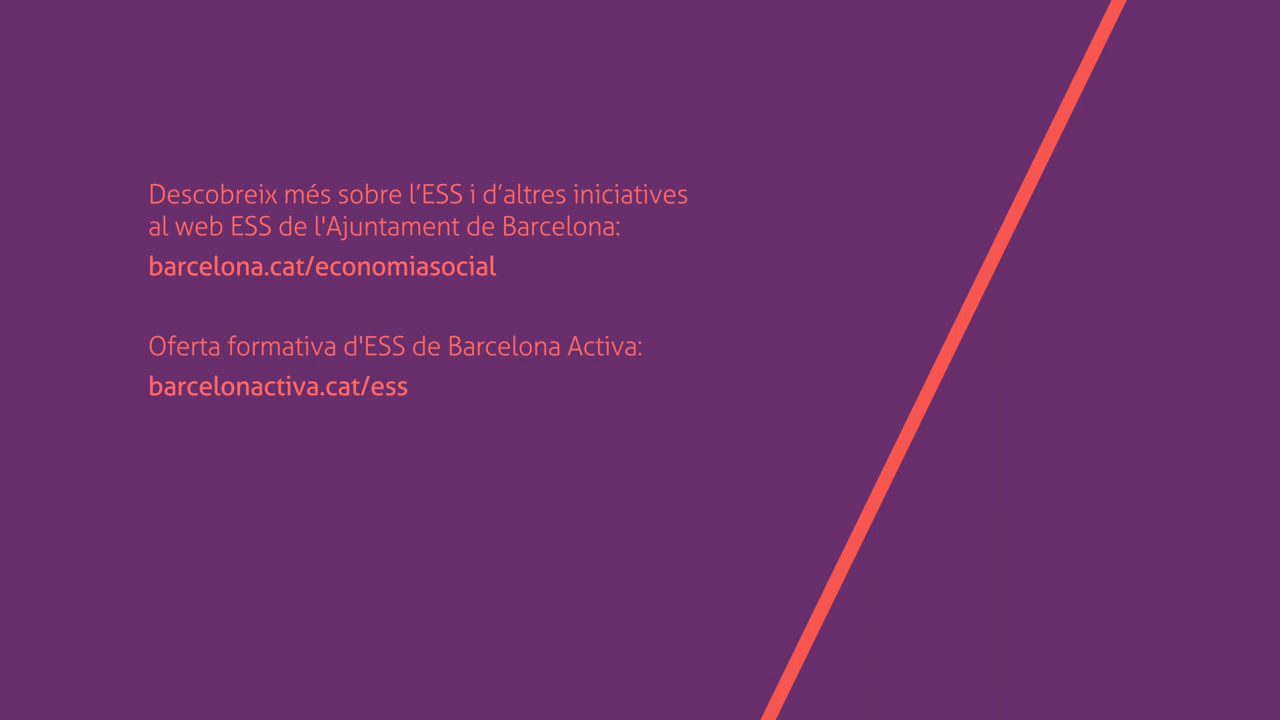 Descobreix més sobre l’ESS i d’altres iniciatives
al web ESS de l'Ajuntament de Barcelona:
barcelona.cat/economiasocial
Oferta formativa d'ESS de Barcelona Activa:
barcelonactiva.cat/ess